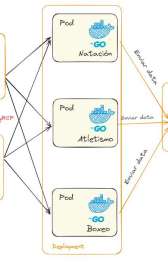 Pod
GO
Natación
Enviar data
Pod
GO
Atletismo
Enviar data
Pod
GO
Boxeo
Enviar data
Deployment